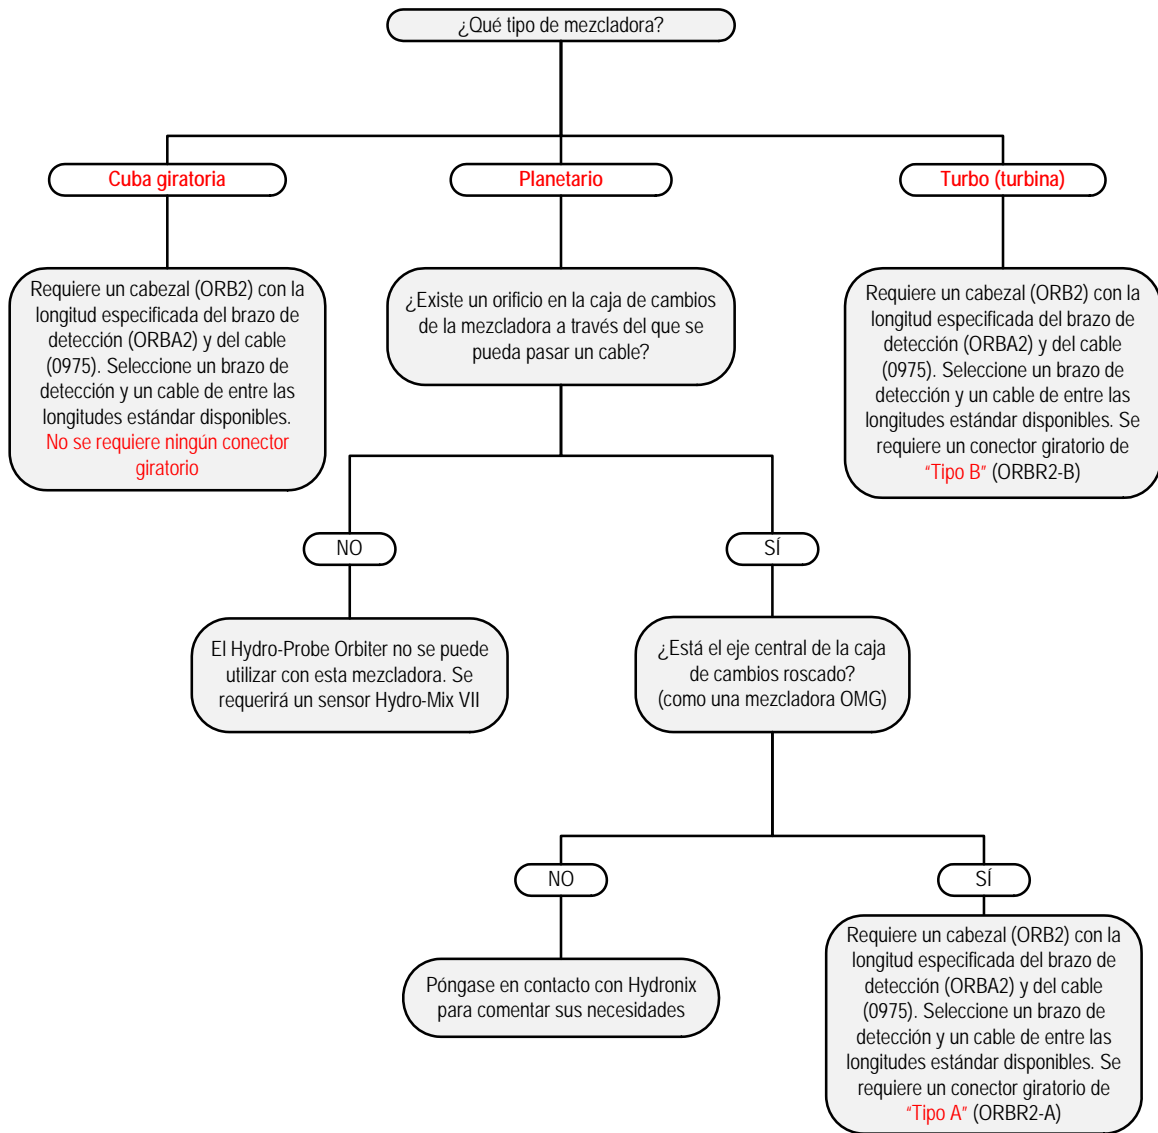 ¿Qué tipo de mezcladora?
Cuba giratoria
Planetario
Turbo (turbina)
Requiere un cabezal (ORB2) con la
longitud especificada del brazo de
detección (ORBA2) y del cable
(0975). Seleccione un brazo de
detección y un cable de entre las
longitudes estándar disponibles.
No se requiere ningún conector
giratorio
¿Existe un orificio en la caja de cambios
de la mezcladora a través del que se
pueda pasar un cable?
Requiere un cabezal (ORB2) con la
longitud especificada del brazo de
detección (ORBA2) y del cable
(0975). Seleccione un brazo de
detección y un cable de entre las
longitudes estándar disponibles. Se
requiere un conector giratorio de
“Tipo B” (ORBR2-B)
NO
SÍ
El Hydro-Probe Orbiter no se puede
utilizar con esta mezcladora. Se
requerirá un sensor Hydro-Mix VII
¿Está el eje central de la caja
de cambios roscado?
(como una mezcladora OMG)
NO
SÍ
Póngase en contacto con Hydronix
para comentar sus necesidades
Requiere un cabezal (ORB2) con la
longitud especificada del brazo de
detección (ORBA2) y del cable
(0975). Seleccione un brazo de
detección y un cable de entre las
longitudes estándar disponibles. Se
requiere un conector giratorio de
“Tipo A” (ORBR2-A)